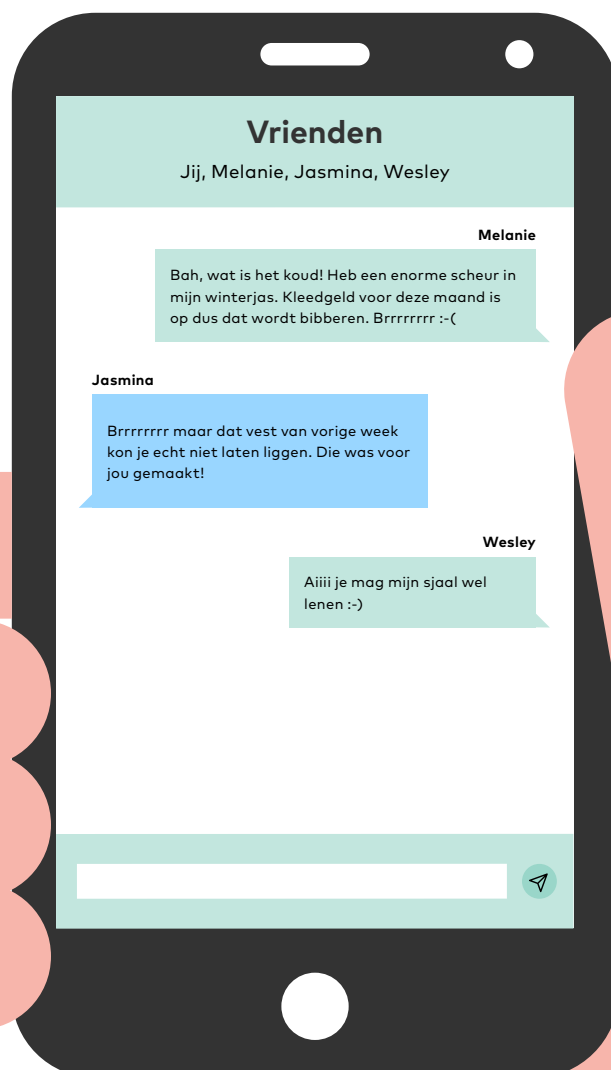 Vrienden
Jij, Melanie, Jasmina, Wesley
Melanie
Bah, wat is het koud! Heb een enorme scheur in
mijn winterjas. Kleedgeld voor deze maand is
op dus dat wordt bibberen. Brrrrrrrr :-(
Jasmina
Brrrrrrrr maar dat vest van vorige week
kon je echt niet laten liggen. Die was voor
jou gemaakt!
Wesley
Aiiii je mag mijn sjaal wel
lenen :-)